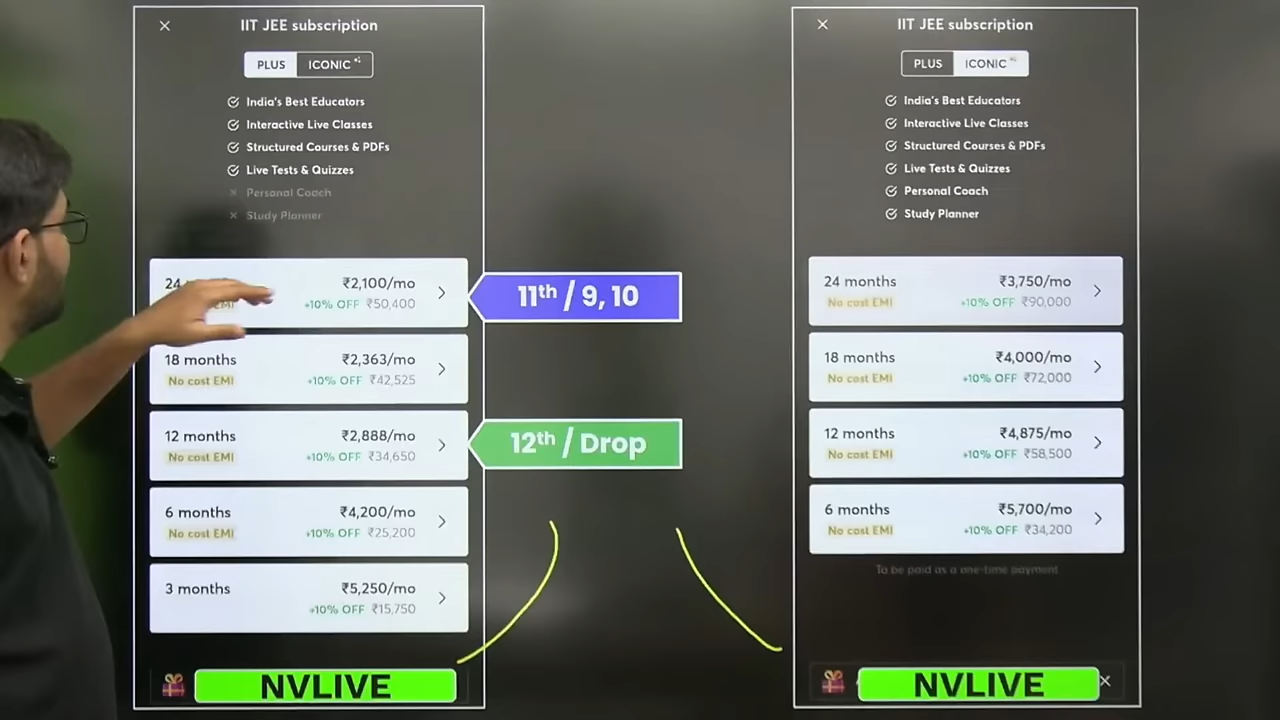 IIT JEE subscription
PLUS ICONIC
India's Best Educators
Interactive Live Classes
Structured Courses & PDFs
Live Tests & Quizzes
Personal Coach
Study Planner
24 ₹2,100/mo
EMI +10% OFF ₹50,400
18 months ₹2,363/mo
No cost EMI +10% OFF ₹42,525
12 months ₹2,888/mo
No cost EMI +10% OFF ₹34,650
6 months ₹4,200/mo
No cost EMI +10% OFF ₹25,200
3 months ₹5,250/mo
+10% OFF ₹15,750
NVLIVE
11th / 9, 10
12th / Drop
IIT JEE subscription
PLUS ICONIC
India's Best Educators
Interactive Live Classes
Structured Courses & PDFs
Live Tests & Quizzes
Personal Coach
Study Planner
24 months ₹3,750/mo
No cost EMI +10% OFF ₹90,000
18 months ₹4,000/mo
No cost EMI +10% OFF ₹72,000
12 months ₹4,875/mo
No cost EMI +10% OFF ₹58,500
6 months ₹5,700/mo
No cost EMI +10% OFF ₹34,200
To be paid as a one-time payment
NVLIVE